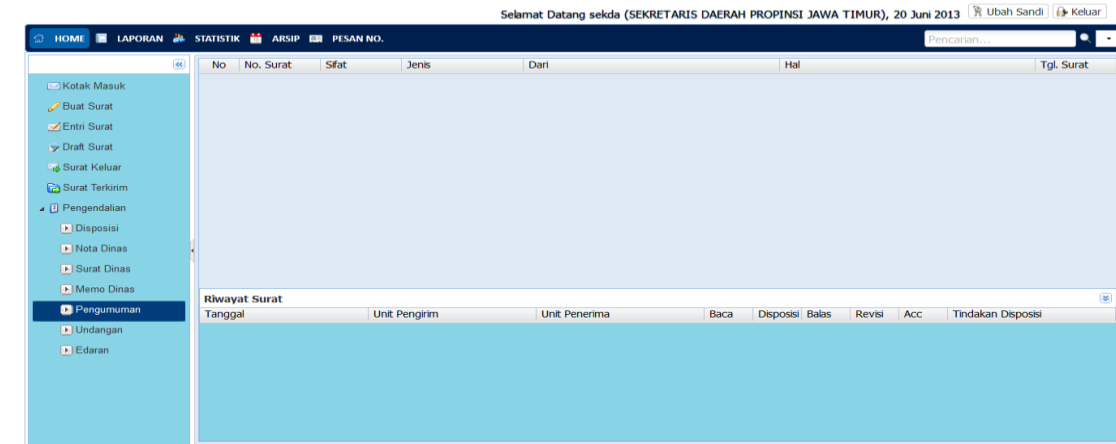 Selamat Datang sekda (SEKRETARIS DAERAH PROPINSI JAWA TIMUR), 20 Juni 2013 Ubah Sandi Keluar
HOME LAPORAN STATISTIK ARSIP PESAN NO. Pencarian...
No No. Surat Sifat Jenis Dari Hal Tgl. Surat
Kotak Masuk
Buat Surat
Entri Surat
Draft Surat
Surat Keluar
Surat Terkirim
Pengendalian
Disposisi
Nota Dinas
Surat Dinas
Memo Dinas
Pengumuman
Undangan
Edaran
Riwayat Surat
Tanggal Unit Pengirim Unit Penerima Baca Disposisi Balas Revisi Acc Tindakan Disposisi